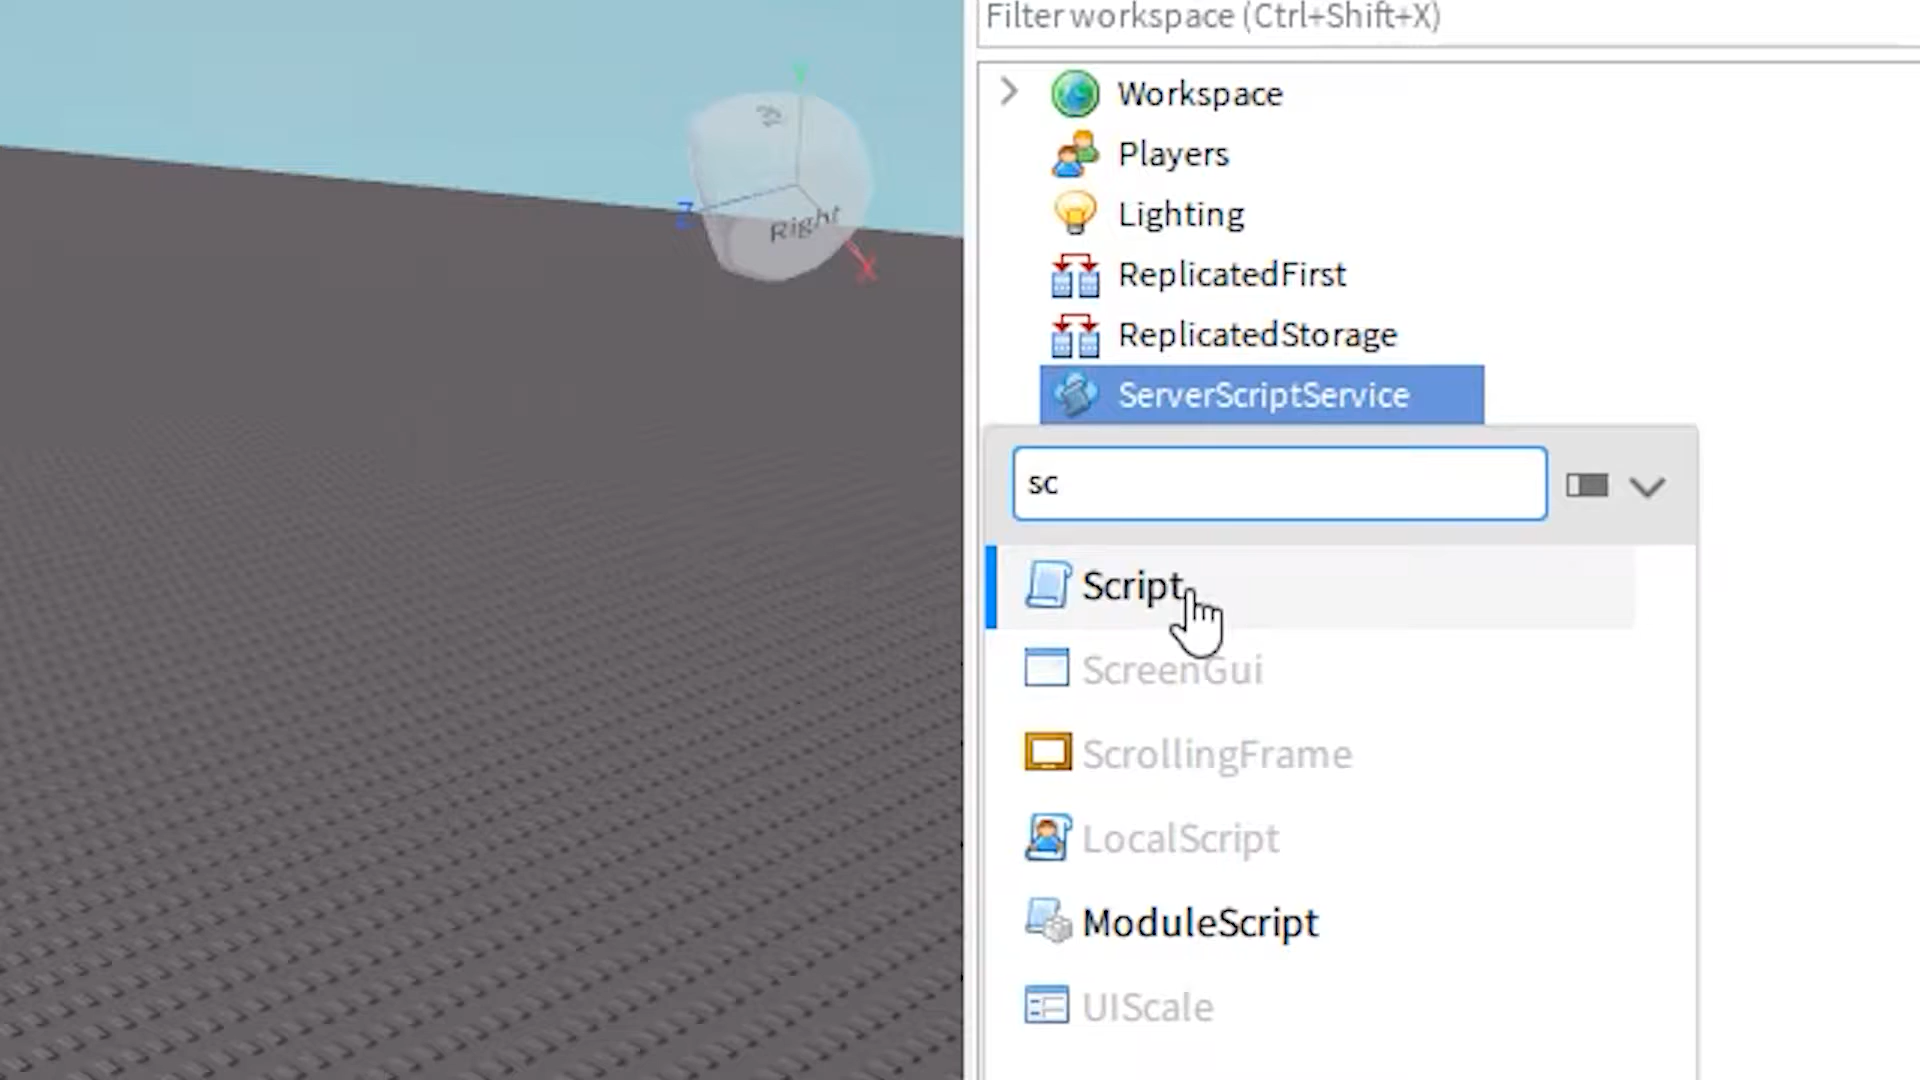 Filter workspace (Ctrl+Shift+X)
Workspace
Players
Lighting
ReplicatedFirst
ReplicatedStorage
ServerScriptService
sc
Script
ScreenGui
ScrollingFrame
LocalScript
ModuleScript
UIScale
Y
Z
Right
X